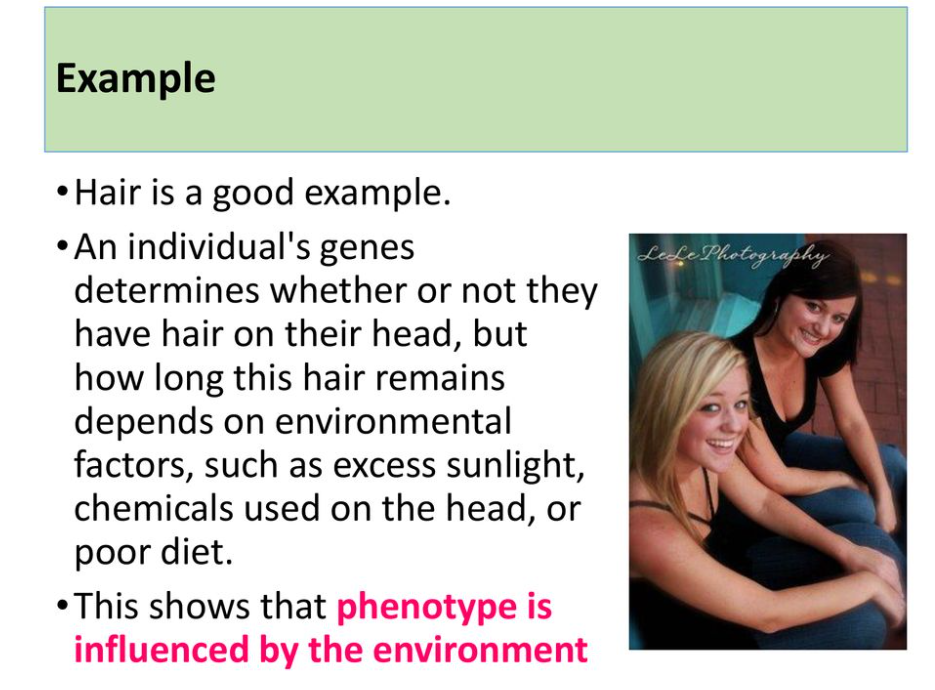 Example
•Hair is a good example.
•An individual's genes
determines whether or not they
have hair on their head, but
how long this hair remains
depends on environmental
factors, such as excess sunlight,
chemicals used on the head, or
poor diet.
•This shows that phenotype is
influenced by the environment
LeLe Photography